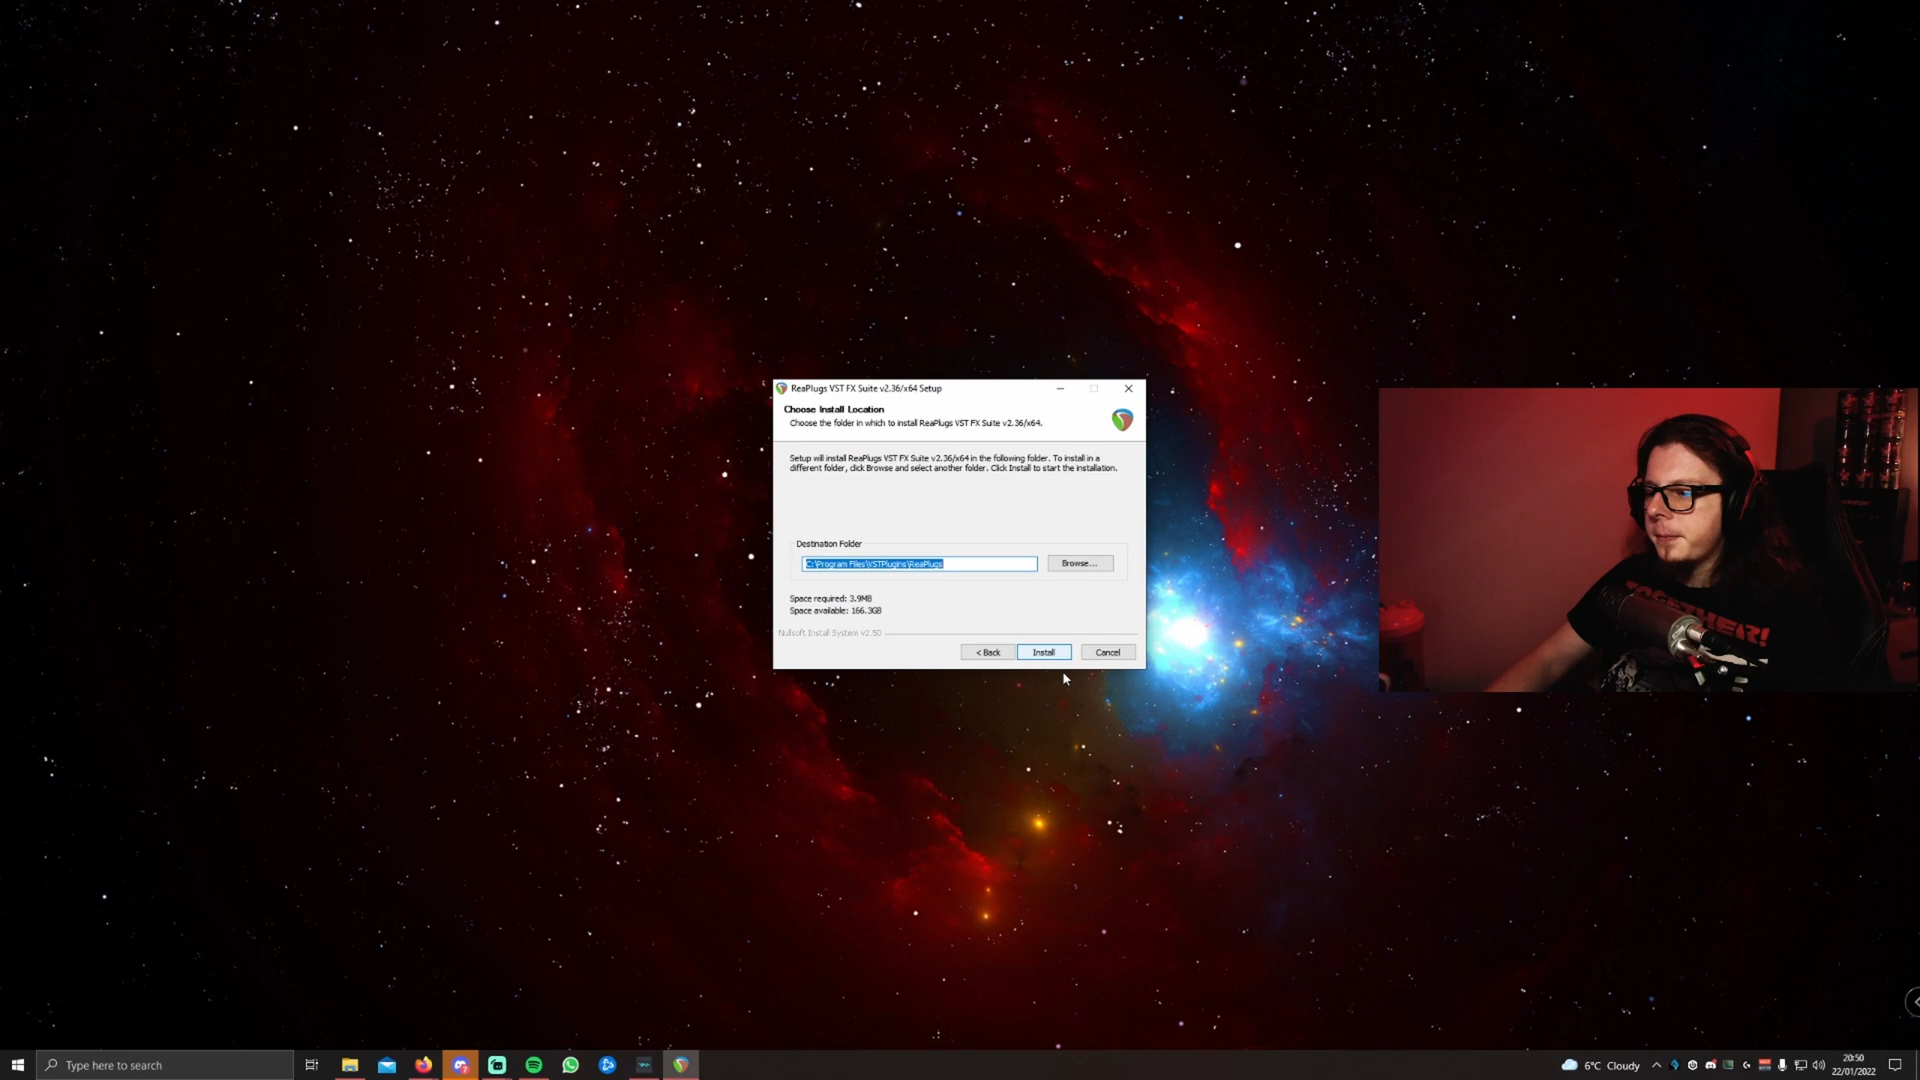 ReaPlugs VST FX Suite v2.36/x64 Setup
Choose Install Location
Choose the folder in which to install ReaPlugs VST FX Suite v2.36/x64.
Setup will install ReaPlugs VST FX Suite v2.36/x64 in the following folder. To install in a
different folder, click Browse and select another folder. Click Install to start the installation.
Destination Folder
C:\Program Files\VSTPlugins\ReaPlugs
Browse...
Space required: 3.9MB
Space available: 166.3GB
Nullsoft Install System v2.50
< Back
Install
Cancel
TOGETHER!
Type here to search
6°C Cloudy
20:50
22/01/2022